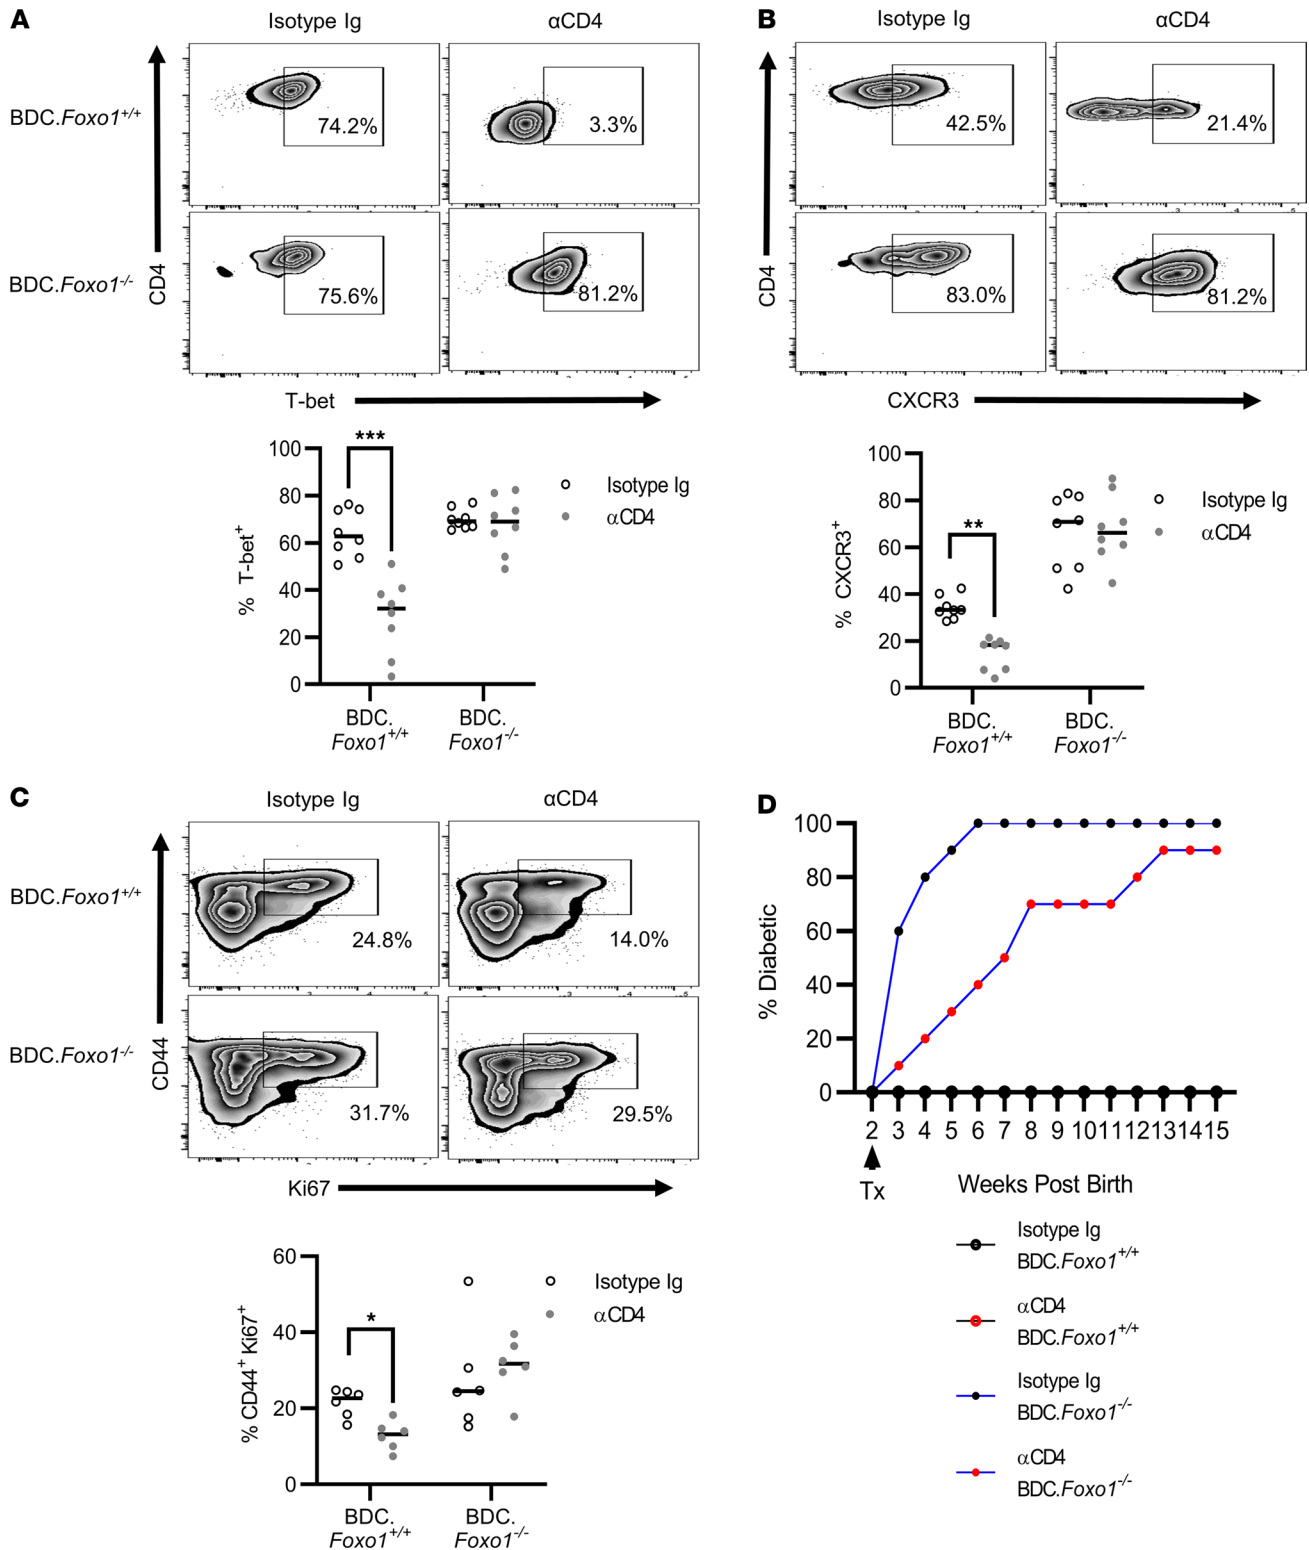 A
Isotype Ig
αCD4
BDC.Foxo1+/+
74.2%
3.3%
BDC.Foxo1-/-
75.6%
81.2%
CD4
T-bet
***
100
80
60
40
20
0
% T-bet+
Isotype Ig
αCD4
BDC.
Foxo1+/+
BDC.
Foxo1-/-
B
Isotype Ig
αCD4
42.5%
21.4%
83.0%
81.2%
CD4
CXCR3
**
100
80
60
40
20
0
% CXCR3+
Isotype Ig
αCD4
BDC.
Foxo1+/+
BDC.
Foxo1-/-
C
Isotype Ig
αCD4
BDC.Foxo1+/+
24.8%
14.0%
BDC.Foxo1-/-
31.7%
29.5%
CD44
Ki67
*
60
40
20
0
% CD44+ Ki67+
Isotype Ig
αCD4
BDC.
Foxo1+/+
BDC.
Foxo1-/-
D
100
80
60
40
20
0
% Diabetic
2 3 4 5 6 7 8 9 10 11 12 13 14 15
Tx
Weeks Post Birth
Isotype Ig
BDC.Foxo1+/+
αCD4
BDC.Foxo1+/+
Isotype Ig
BDC.Foxo1-/-
αCD4
BDC.Foxo1-/-